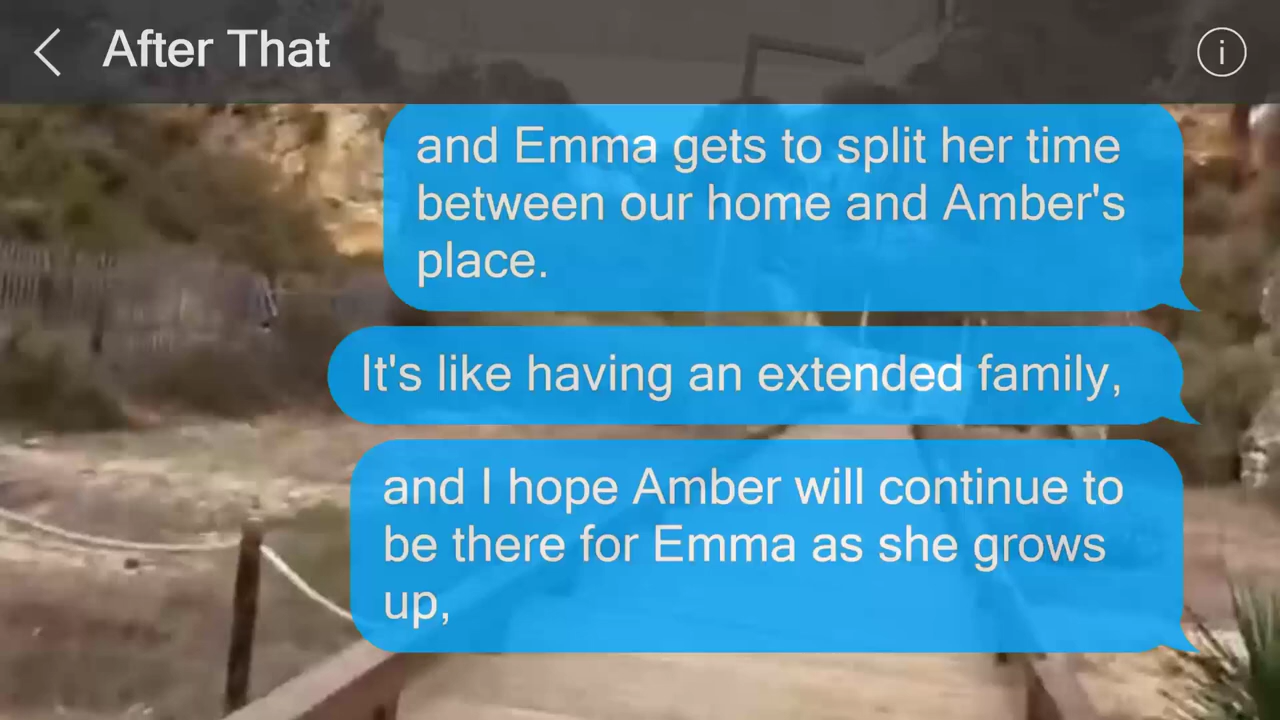 After That
and Emma gets to split her time
between our home and Amber's
place.
It's like having an extended family,
and I hope Amber will continue to
be there for Emma as she grows
up,